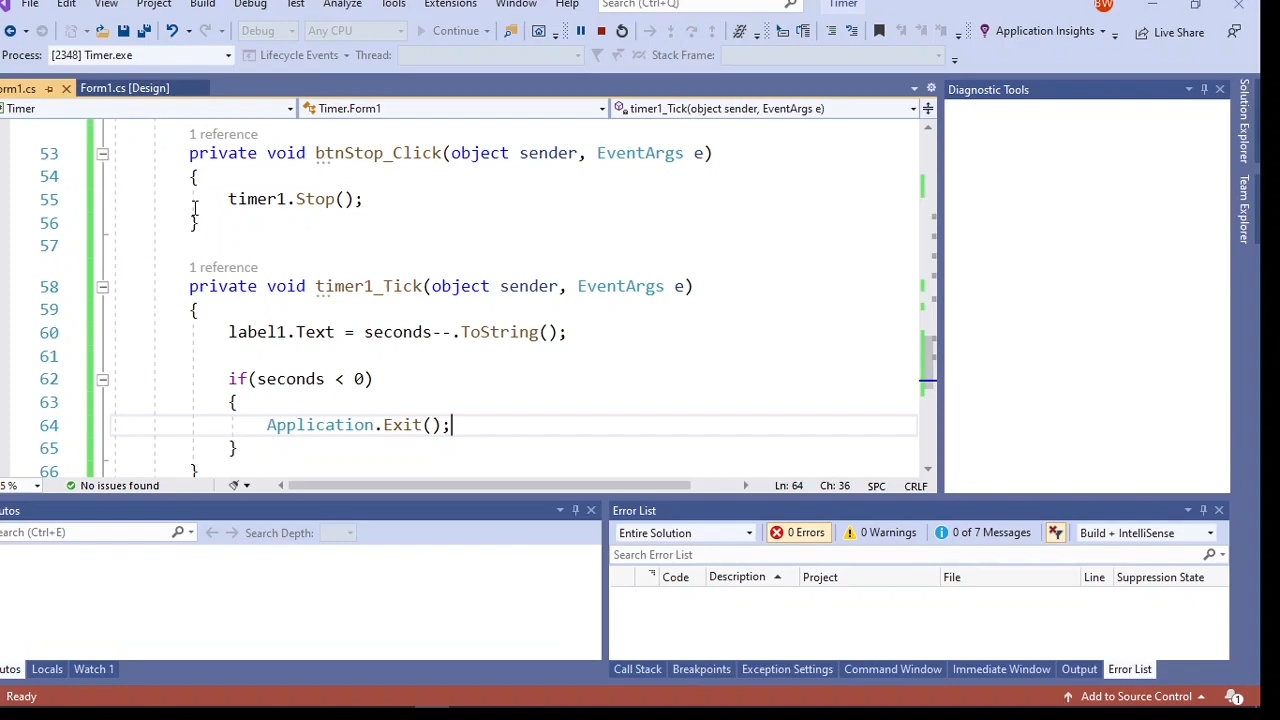 File Edit View Project Build Debug Test Analyze Tools Extensions Window Help Search (Ctrl+Q) Timer BW
Debug Any CPU Continue Application Insights Live Share
Process: [2348] Timer.exe Lifecycle Events Thread: Stack Frame:
orm1.cs Form1.cs [Design] Diagnostic Tools
Timer Timer.Form1 timer1_Tick(object sender, EventArgs e)
1 reference
53 private void btnStop_Click(object sender, EventArgs e)
54 {
55 timer1.Stop();
56 }
57
1 reference
58 private void timer1_Tick(object sender, EventArgs e)
59 {
60 label1.Text = seconds--.ToString();
61
62 if(seconds < 0)
63 {
64 Application.Exit();
65 }
66 }
5 % No issues found Ln: 64 Ch: 36 SPC CRLF
Solution Explorer
Team Explorer
utos
earch (Ctrl+E) Search Depth:
utos Locals Watch 1
Error List
Entire Solution 0 Errors 0 Warnings 0 of 7 Messages Build + IntelliSense
Search Error List
Code Description Project File Line Suppression State
Call Stack Breakpoints Exception Settings Command Window Immediate Window Output Error List
Ready Add to Source Control 1